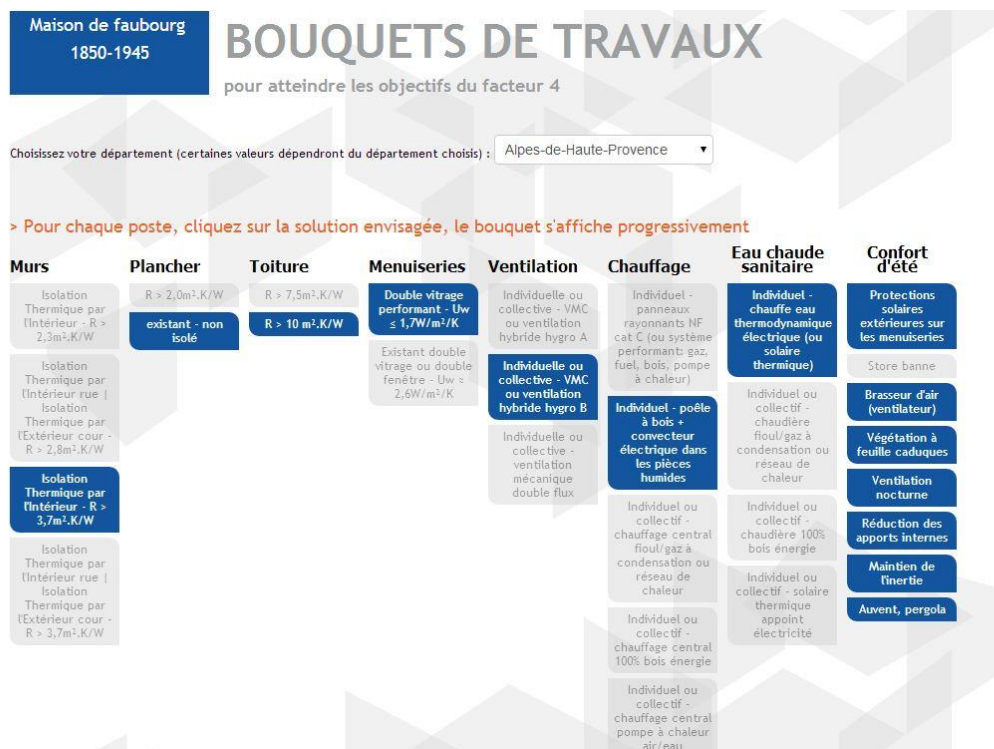 Maison de faubourg
1850-1945
BOUQUETS DE TRAVAUX
pour atteindre les objectifs du facteur 4
Choisissez votre département (certaines valeurs dépendront du département choisis) :
Alpes-de-Haute-Provence
> Pour chaque poste, cliquez sur la solution envisagée, le bouquet s'affiche progressivement
Murs
Isolation
Thermique par
l'Intérieur - R >
2,3m².K/W
Isolation
Thermique par
l'Intérieur rue |
Isolation
Thermique par
l'Extérieur cour -
R > 2,8m².K/W
Isolation
Thermique par
l'Intérieur - R >
3,7m².K/W
Isolation
Thermique par
l'Intérieur rue |
Isolation
Thermique par
l'Extérieur cour -
R > 3,7m².K/W
Plancher
R > 2,0m².K/W
existant - non
isolé
Toiture
R > 7,5m².K/W
R > 10 m².K/W
Menuiseries
Double vitrage
performant - Uw
≤ 1,7W/m²/K
Existant double
vitrage ou double
fenêtre - Uw ≤
2,6W/m²/K
Ventilation
Individuelle ou
collective - VMC
ou ventilation
hybride hygro A
Individuelle ou
collective - VMC
ou ventilation
hybride hygro B
Individuelle ou
collective -
ventilation
mécanique
double flux
Chauffage
Individuel -
panneaux
rayonnants NF
cat C (ou système
performant: gaz,
fuel, bois, pompe
à chaleur)
Individuel - poêle
à bois +
convecteur
électrique dans
les pièces
humides
Individuel ou
collectif -
chauffage central
fioul/gaz à
condensation ou
réseau de
chaleur
Individuel ou
collectif -
chauffage central
100% bois énergie
Individuel ou
collectif -
chauffage central
pompe à chaleur
air/eau
Eau chaude
sanitaire
Individuel -
chauffe eau
thermodynamique
électrique (ou
solaire
thermique)
Individuel ou
collectif -
chaudière
fioul/gaz à
condensation ou
réseau de
chaleur
Individuel ou
collectif -
chaudière 100%
bois énergie
Individuel ou
collectif - solaire
thermique
appoint
électricité
Confort
d'été
Protections
solaires
extérieures sur
les menuiseries
Store banne
Brasseur d'air
(ventilateur)
Végétation à
feuille caduques
Ventilation
nocturne
Réduction des
apports internes
Maintien de
l'inertie
Auvent, pergola